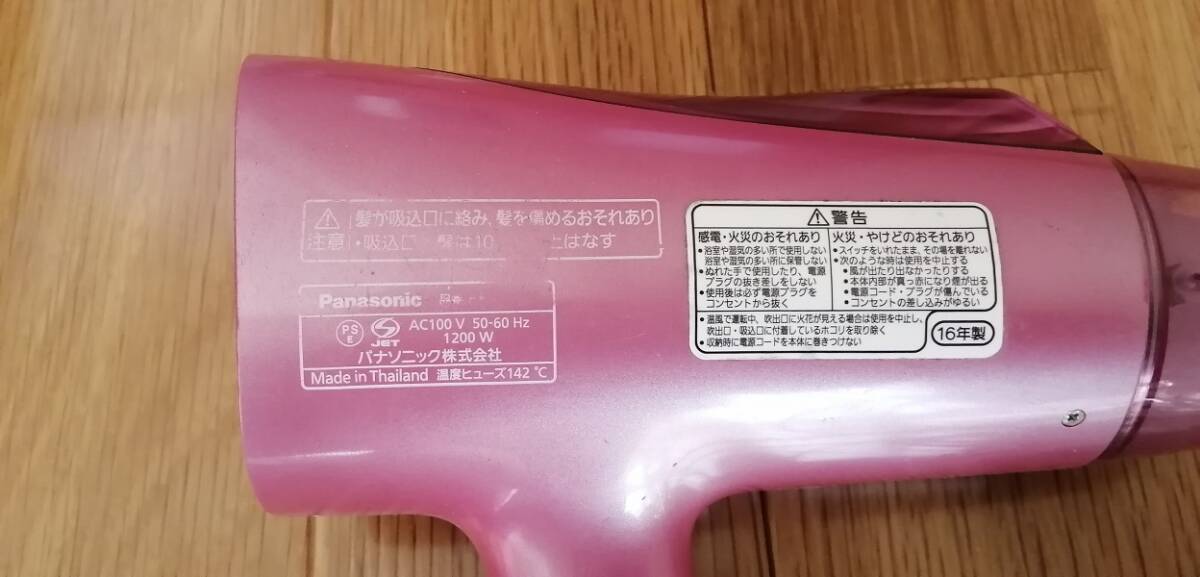 髪が吸込口に絡み、髪を傷めるおそれあり
注意 ・吸込口 髪は10 上はなす
Panasonic 品番
PS E JET AC100 V 50-60 Hz
1200 W
パナソニック株式会社
Made in Thailand 温度ヒューズ142 ℃
警告
感電・火災のおそれあり
・浴室や湿気の多い所で使用しない
浴室や湿気の多い所に保管しない
・ぬれた手で使用したり、電源
プラグの抜き差しをしない
・使用後は必ず電源プラグを
コンセントから抜く
火災・やけどのおそれあり
・スイッチをいれたまま、その場を離れない
・次のような時は使用を中止する
・風が出たり出なかったりする
・本体内部が真っ赤になり煙が出る
・電源コード・プラグが傷んでいる
・コンセントの差し込みがゆるい
・温風で運転中、吹出口に火花が見える場合は使用を中止し、
吹出口・吸込口に付着しているホコリを取り除く
・収納時に電源コードを本体に巻きつけない
16年製